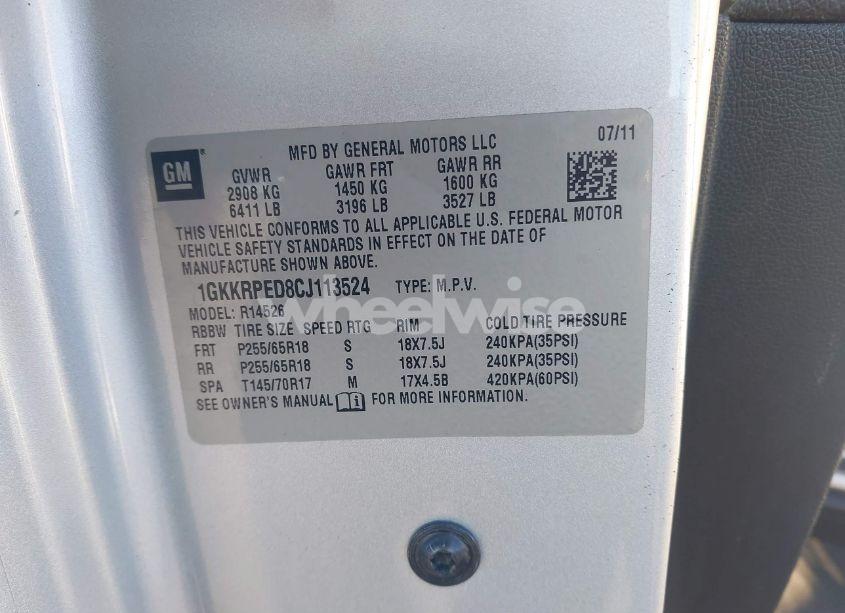 GM
MFD BY GENERAL MOTORS LLC 07/11
GVWR GAWR FRT GAWR RR
2908 KG 1450 KG 1600 KG
6411 LB 3196 LB 3527 LB
THIS VEHICLE CONFORMS TO ALL APPLICABLE U.S. FEDERAL MOTOR
VEHICLE SAFETY STANDARDS IN EFFECT ON THE DATE OF
MANUFACTURE SHOWN ABOVE.
1GKKRPED8CJ113524 TYPE: M.P.V.
wheelwise
MODEL: R14526
RBBW TIRE SIZE SPEED RTG RIM COLD TIRE PRESSURE
FRT P255/65R18 S 18X7.5J 240KPA(35PSI)
RR P255/65R18 S 18X7.5J 240KPA(35PSI)
SPA T145/70R17 M 17X4.5B 420KPA(60PSI)
SEE OWNER'S MANUAL FOR MORE INFORMATION.